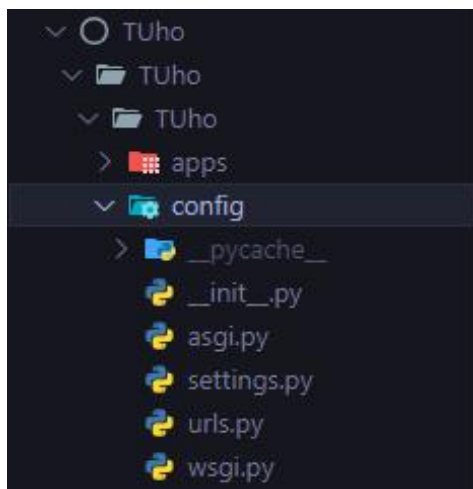 TUho
TUho
TUho
apps
config
__pycache__
__init__.py
asgi.py
settings.py
urls.py
wsgi.py